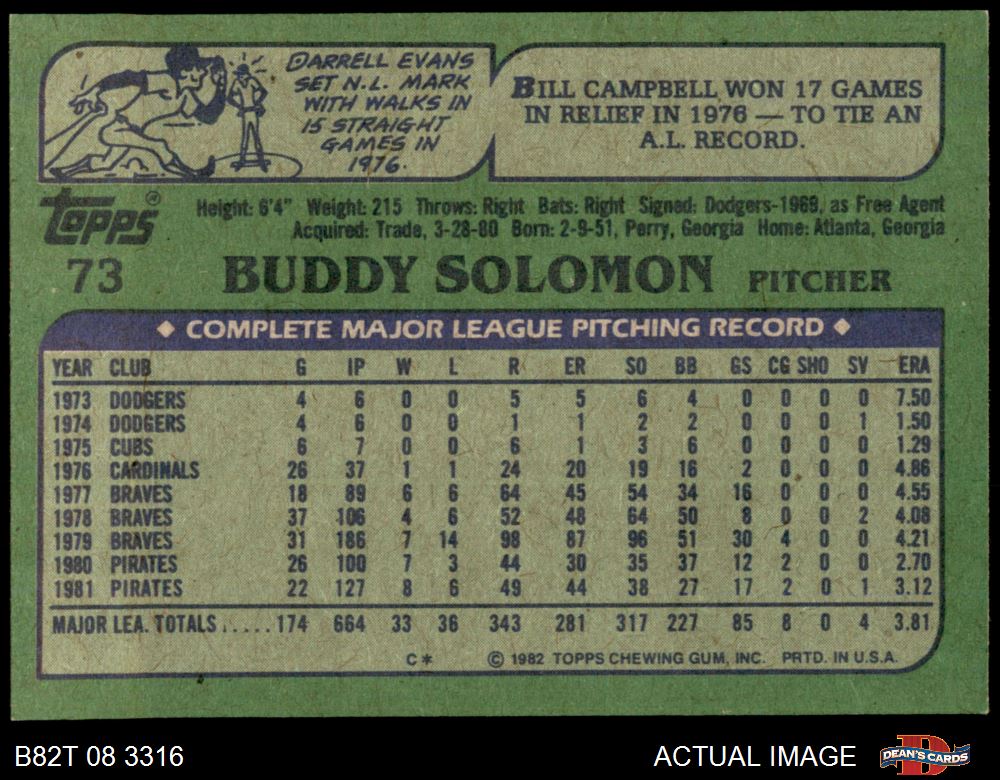 DARRELL EVANS
SET N.L. MARK
WITH WALKS IN
15 STRAIGHT
GAMES IN
1976.
BILL CAMPBELL WON 17 GAMES
IN RELIEF IN 1976 — TO TIE AN
A.L. RECORD.
Topps®
Height: 6'4" Weight: 215 Throws: Right Bats: Right Signed: Dodgers-1969, as Free Agent
Acquired: Trade, 3-28-80 Born: 2-9-51, Perry, Georgia Home: Atlanta, Georgia
73 BUDDY SOLOMON PITCHER
◆ COMPLETE MAJOR LEAGUE PITCHING RECORD ◆
YEAR CLUB G IP W L R ER SO BB GS CG SHO SV ERA
1973 DODGERS 4 6 0 0 5 5 6 4 0 0 0 0 7.50
1974 DODGERS 4 6 0 0 1 1 2 2 0 0 0 1 1.50
1975 CUBS 6 7 0 0 6 1 3 6 0 0 0 0 1.29
1976 CARDINALS 26 37 1 1 24 20 19 16 2 0 0 0 4.86
1977 BRAVES 18 89 6 6 64 45 54 34 16 0 0 0 4.55
1978 BRAVES 37 106 4 6 52 48 64 50 8 0 0 2 4.08
1979 BRAVES 31 186 7 14 98 87 96 51 30 4 0 0 4.21
1980 PIRATES 26 100 7 3 44 30 35 37 12 2 0 0 2.70
1981 PIRATES 22 127 8 6 49 44 38 27 17 2 0 1 3.12
MAJOR LEA. TOTALS.....174 664 33 36 343 281 317 227 85 8 0 4 3.81
C* © 1982 TOPPS CHEWING GUM, INC. PRTD. IN U.S.A.
B82T 08 3316 ACTUAL IMAGE DEAN'S CARDS